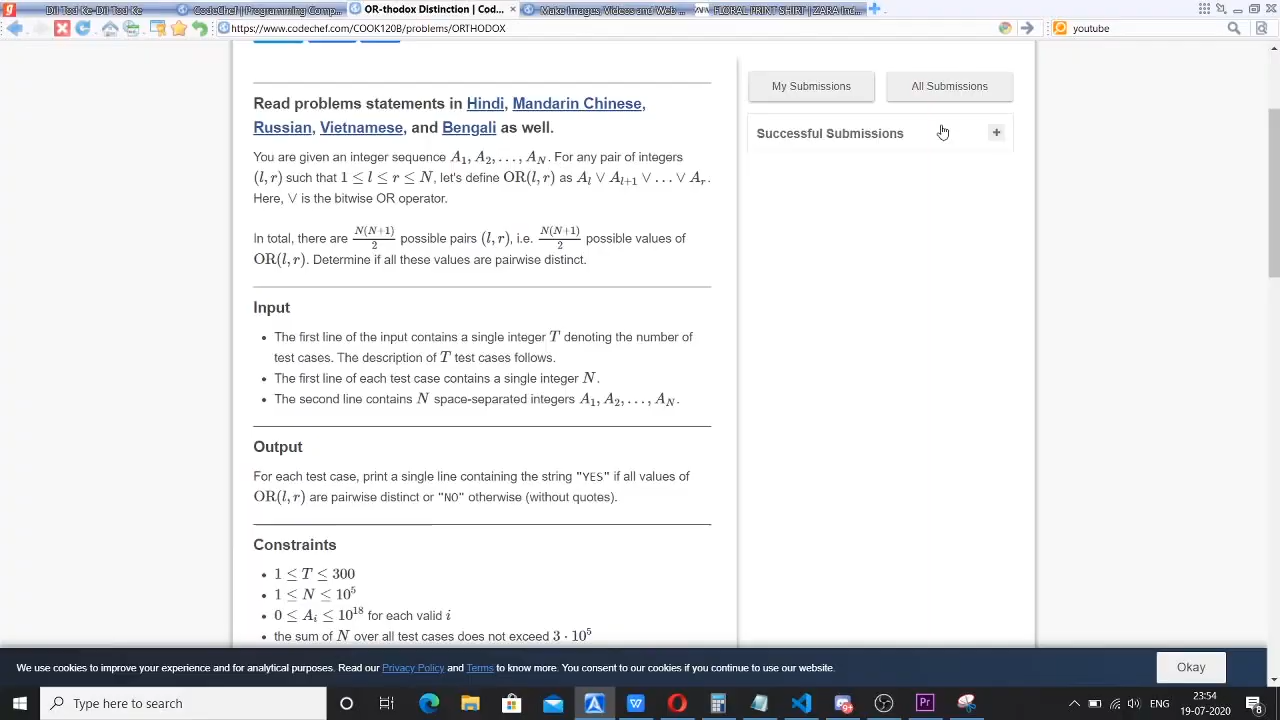 Dil Tod Ke-Dil Tod Ke
CodeChef | Programming Comp...
OR-thodox Distinction | Cod...
Make Images, Videos and Web ...
FLORAL PRINT SHIRT | ZARA Ind...
https://www.codechef.com/COOK120B/problems/ORTHODOX
youtube
Read problems statements in Hindi, Mandarin Chinese,
Russian, Vietnamese, and Bengali as well.
You are given an integer sequence A1, A2, . . . , AN. For any pair of integers
(l, r) such that 1 ≤ l ≤ r ≤ N, let's define OR(l, r) as Al ∨ Al+1 ∨ . . . ∨ Ar.
Here, ∨ is the bitwise OR operator.
In total, there are N(N+1)/2 possible pairs (l, r), i.e. N(N+1)/2 possible values of
OR(l, r). Determine if all these values are pairwise distinct.
Input
• The first line of the input contains a single integer T denoting the number of
test cases. The description of T test cases follows.
• The first line of each test case contains a single integer N.
• The second line contains N space-separated integers A1, A2, . . . , AN.
Output
For each test case, print a single line containing the string "YES" if all values of
OR(l, r) are pairwise distinct or "NO" otherwise (without quotes).
Constraints
• 1 ≤ T ≤ 300
• 1 ≤ N ≤ 10^5
• 0 ≤ Ai ≤ 10^18 for each valid i
• the sum of N over all test cases does not exceed 3 · 10^5
My Submissions
All Submissions
Successful Submissions +
We use cookies to improve your experience and for analytical purposes. Read our Privacy Policy and Terms to know more. You consent to our cookies if you continue to use our website.
Okay
Type here to search
ENG
23:54
19-07-2020